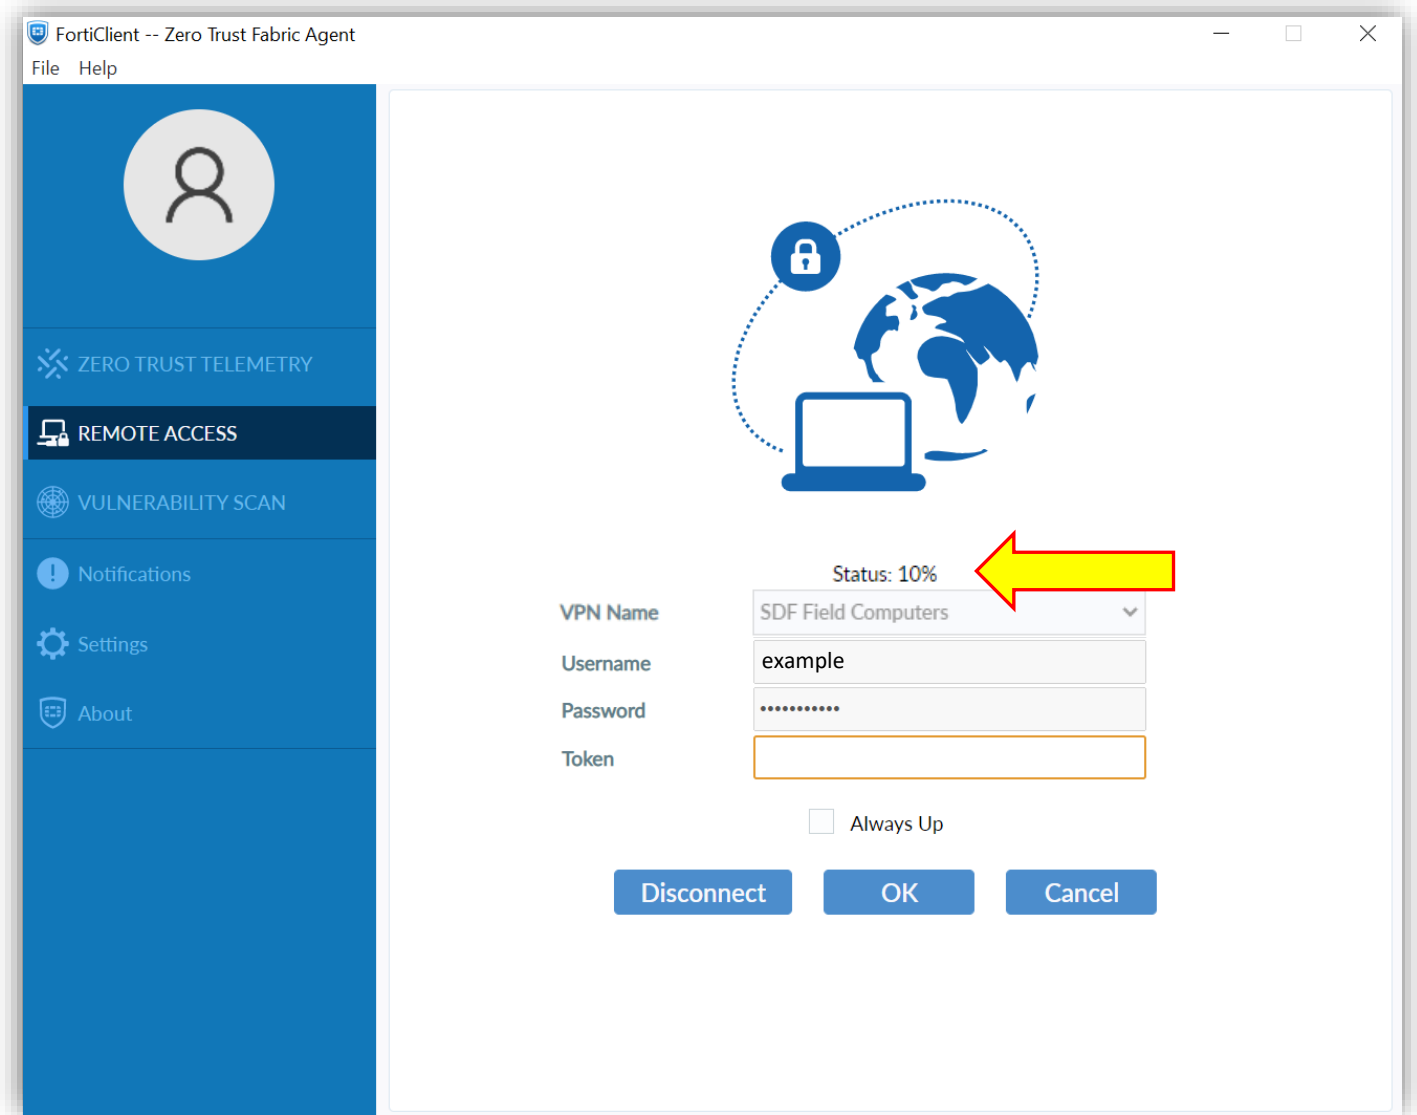 FortiClient -- Zero Trust Fabric Agent
File Help
ZERO TRUST TELEMETRY
REMOTE ACCESS
VULNERABILITY SCAN
Notifications
Settings
About
Status: 10%
VPN Name SDF Field Computers
Username example
Password •••••••••••
Token
Always Up
Disconnect OK Cancel